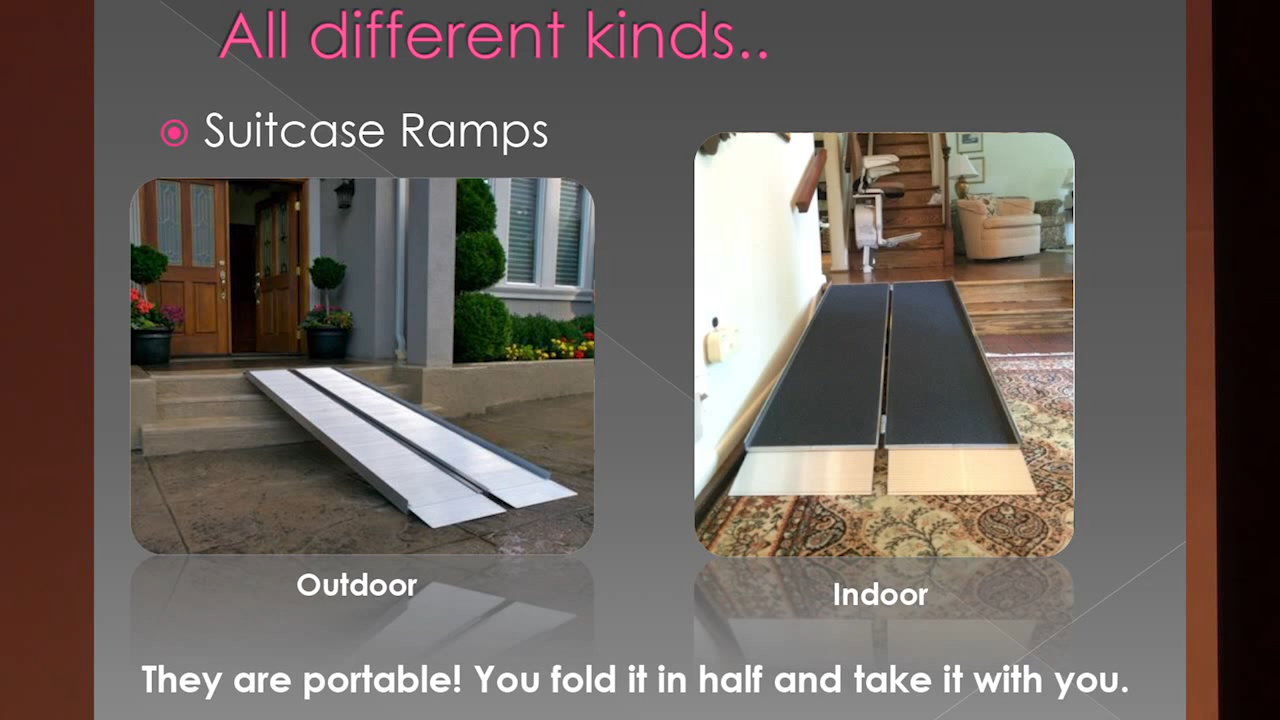 All different kinds..
Suitcase Ramps
Outdoor
Indoor
They are portable! You fold it in half and take it with you.